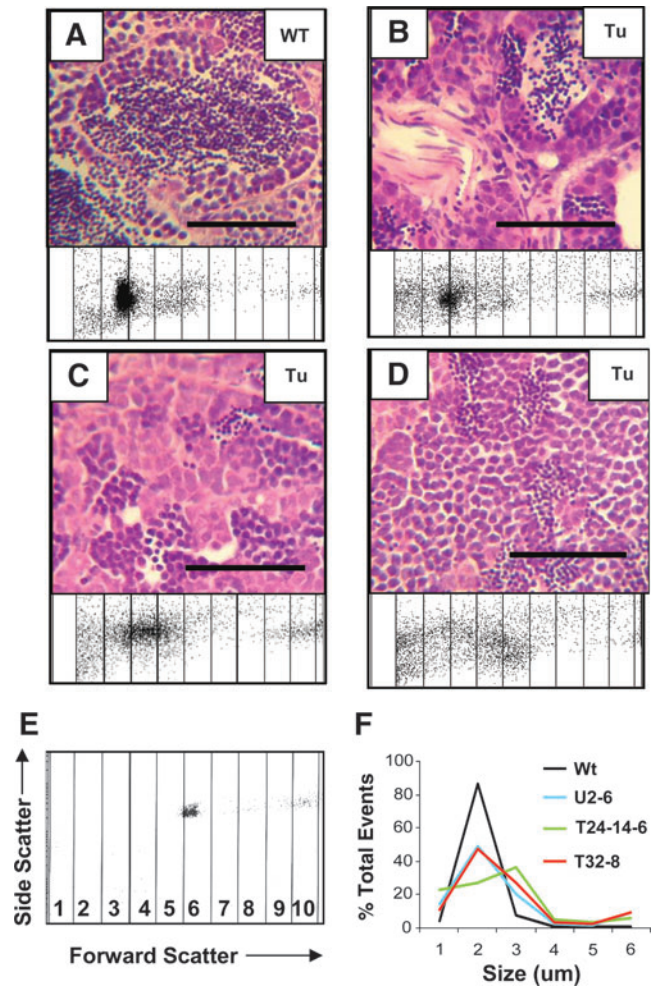 A WT
B Tu
C Tu
D Tu
E
Side Scatter
1 2 3 4 5 6 7 8 9 10
Forward Scatter
F
% Total Events
100
80
60
40
20
0
Wt
U2-6
T24-14-6
T32-8
1 2 3 4 5 6
Size (um)